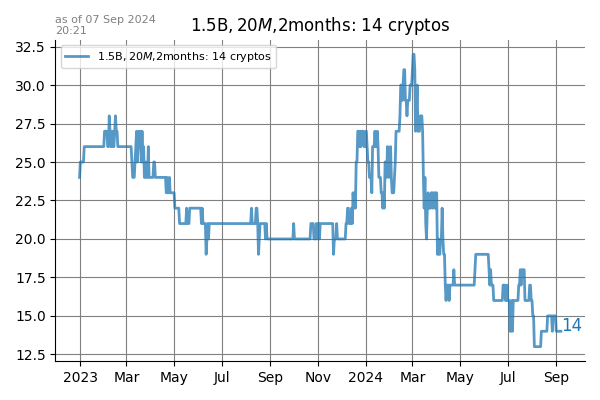 as of 07 Sep 2024
20:21
1.5B, 20M,2months: 14 cryptos
1.5B, 20M,2months: 14 cryptos
32.5
30.0
27.5
25.0
22.5
20.0
17.5
15.0
12.5
14
2023 Mar May Jul Sep Nov 2024 Mar May Jul Sep